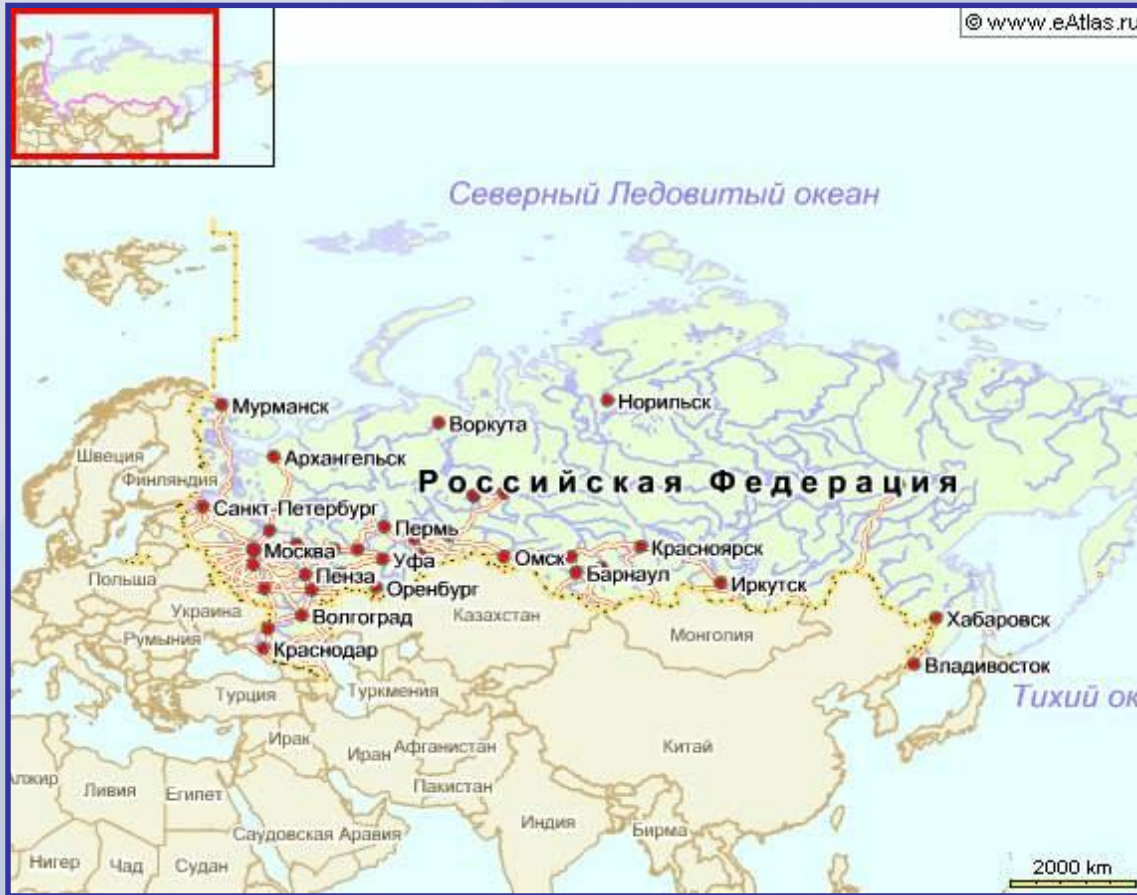 © www.eAtlas.ru
Северный Ледовитый океан
Мурманск
Норильск
Воркута
Швеция
Архангельск
Финляндия
Российская Федерация
Санкт-Петербург
Пермь
Москва
Уфа
Омск
Красноярск
Польша
Пенза
Барнаул
Иркутск
Оренбург
Украина
Волгоград
Казахстан
Хабаровск
Румыния
Монголия
Краснодар
Владивосток
Турция
Туркмения
Тихий ок
Ирак
Иран
Афганистан
Китай
лжир
Ливия
Египет
Пакистан
Индия
Бирма
Саудовская Аравия
Нигер
Чад
Судан
2000 km